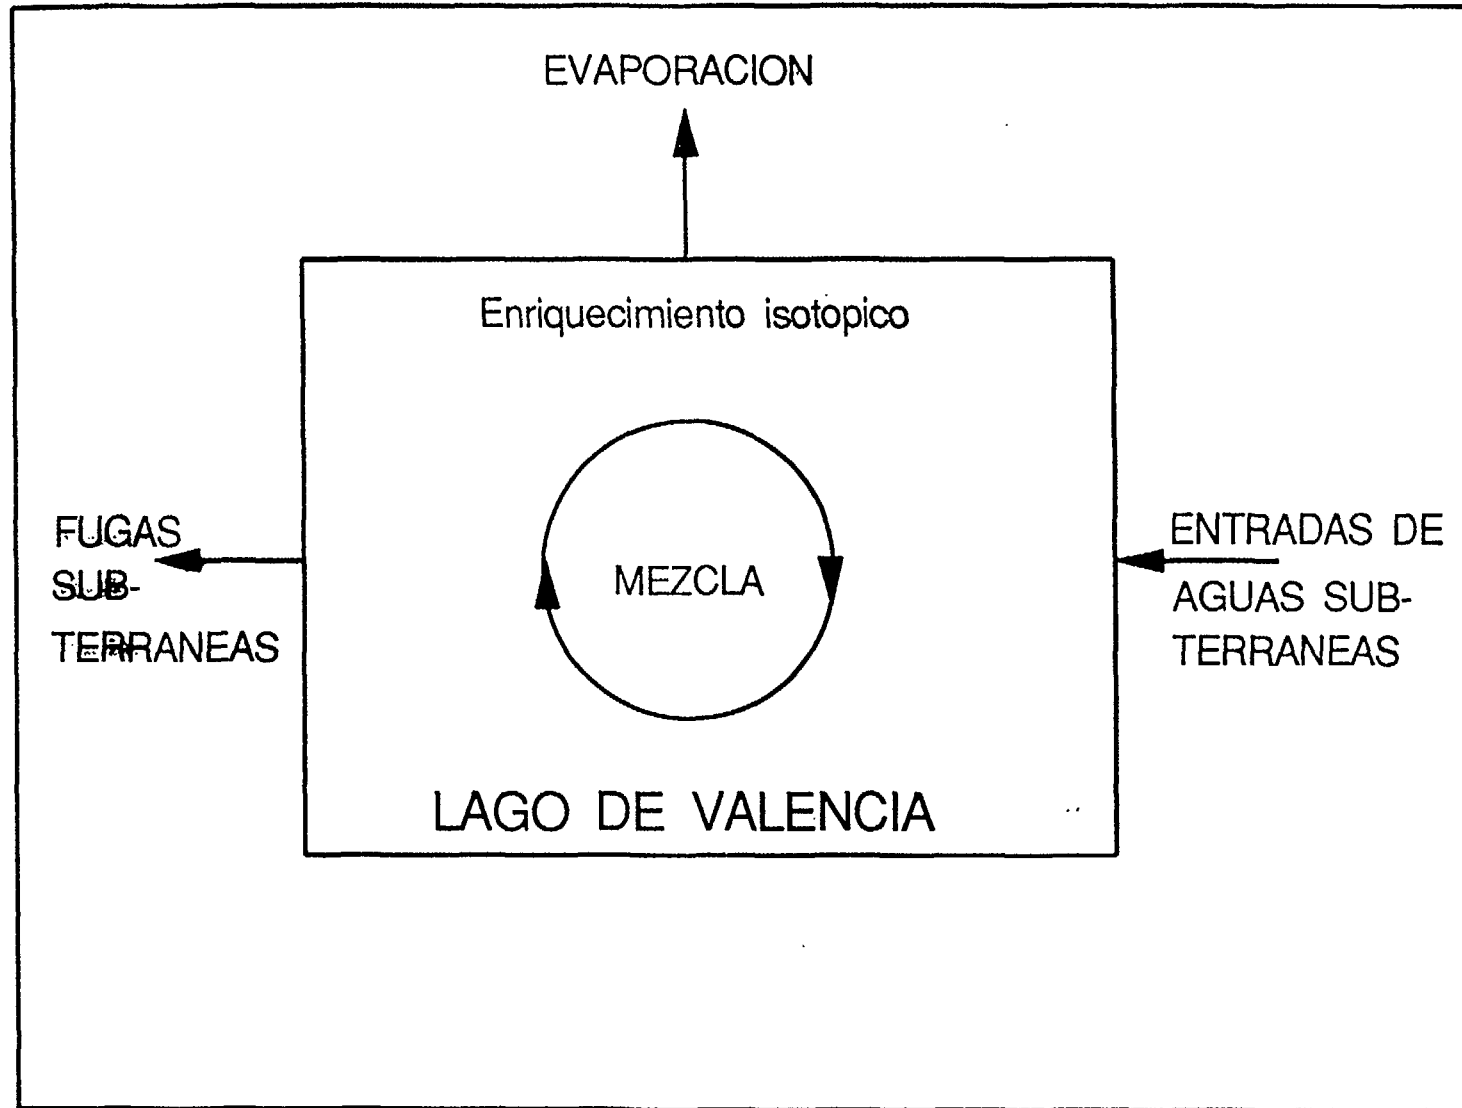 EVAPORACION
Enriquecimiento isotopico
FUGAS
SUB-
TERRANEAS
MEZCLA
ENTRADAS DE
AGUAS SUB-
TERRANEAS
LAGO DE VALENCIA